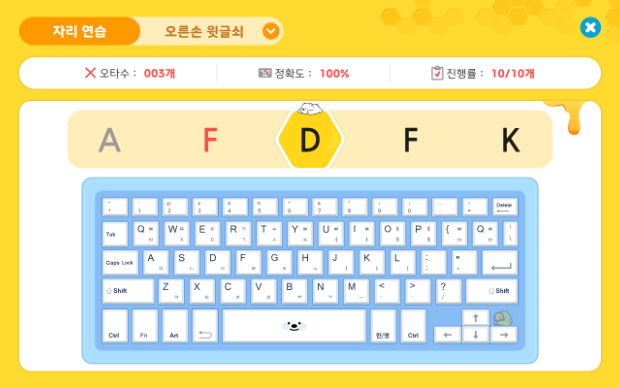 자리 연습 오른손 윗글쇠
오타수 : 003개 정확도 : 100% 진행률 : 10/10개
A F D F K
1 2 3 4 5 6 7 8 9 0 Delete
Tab Q W E R T Y U I O P { Q
Caps Lock A S D F G H J K L ; "
Shift Z X C V B N M < > ? Shift
Ctrl Fn Art 한/영 Ctrl